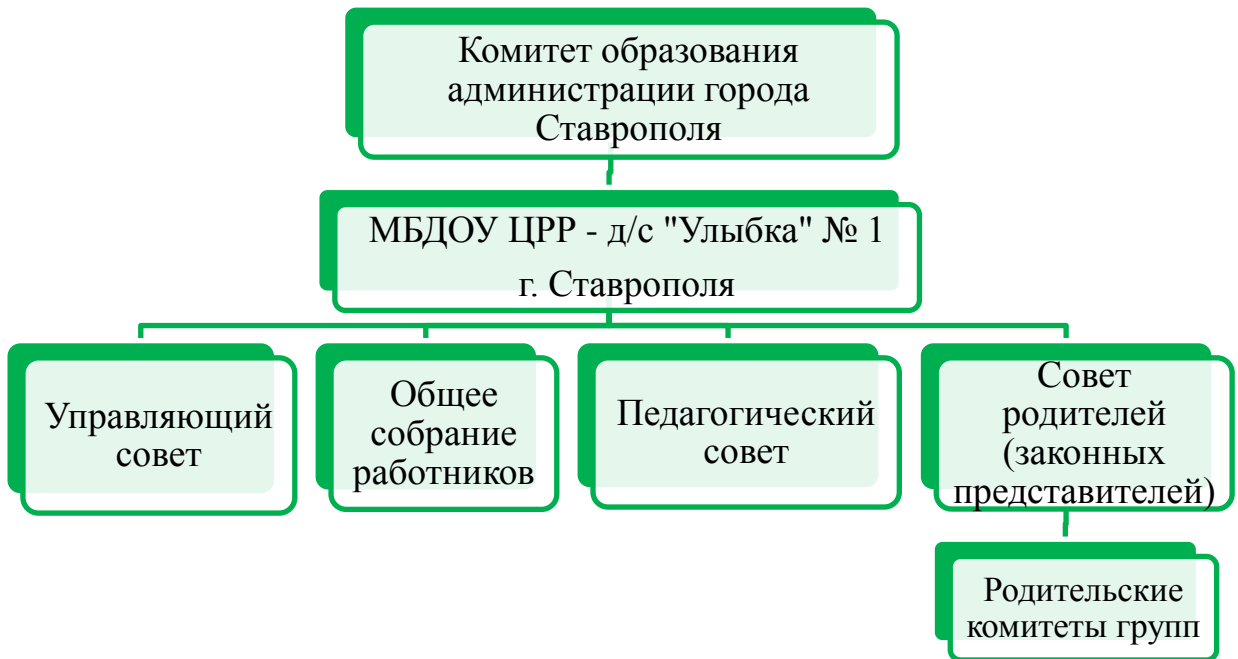 Комитет образования
администрации города
Ставрополя
МБДОУ ЦРР - д/с "Улыбка" № 1
г. Ставрополя
Управляющий
совет
Общее
собрание
работников
Педагогический
совет
Совет
родителей
(законных
представителей)
Родительские
комитеты групп